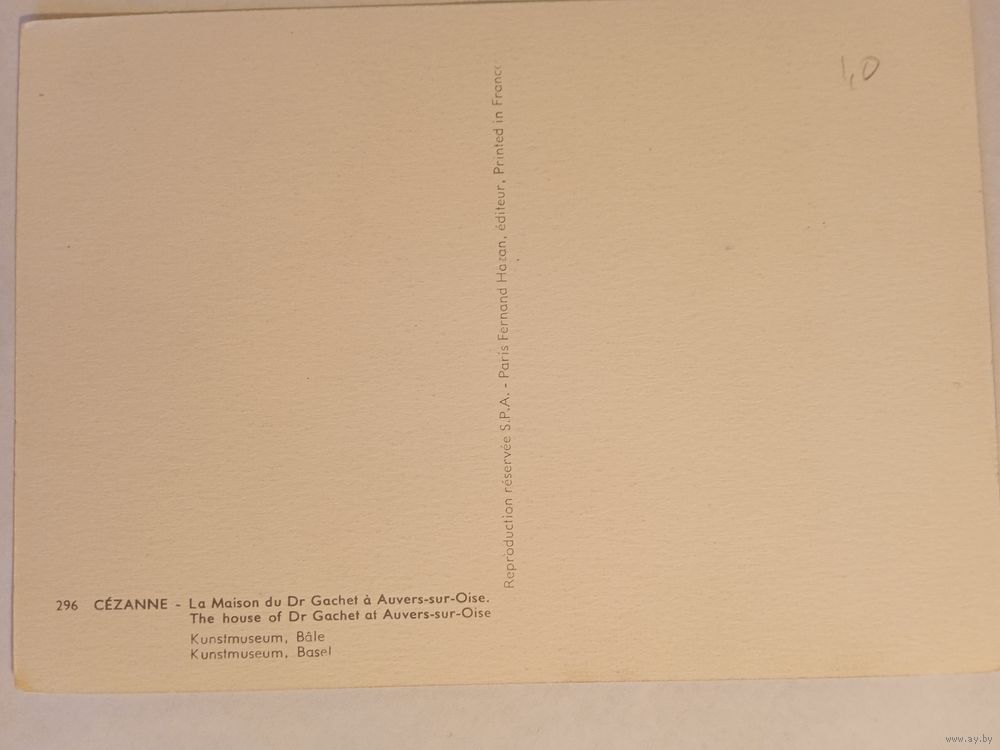 1,0
Reproduction réservée S.P.A. - Paris Fernand Hazan, éditeur, Printed in France
296 CÉZANNE - La Maison du Dr Gachet à Auvers-sur-Oise.
The house of Dr Gachet at Auvers-sur-Oise
Kunstmuseum, Bâle
Kunstmuseum, Basel
www.ay.by